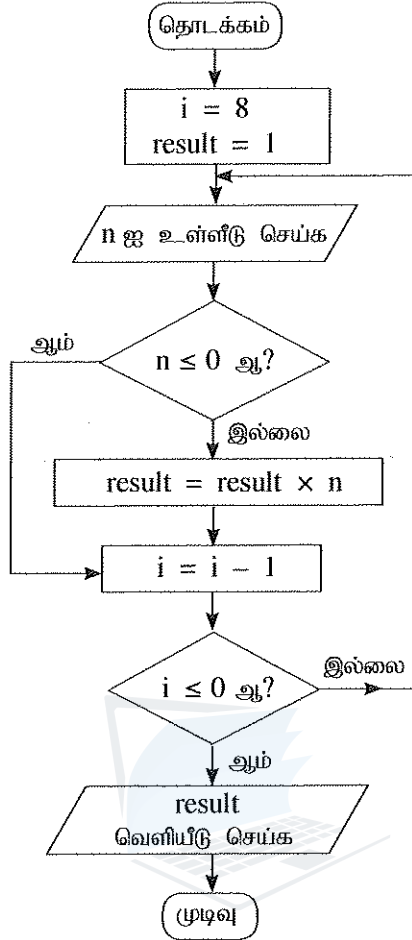 தொடக்கம்
i = 8
result = 1
n ஐ உள்ளீடு செய்க
n ≤ 0 ஆ?
ஆம்
இல்லை
result = result × n
i = i − 1
i ≤ 0 ஆ?
இல்லை
ஆம்
result
வெளியீடு செய்க
முடிவு